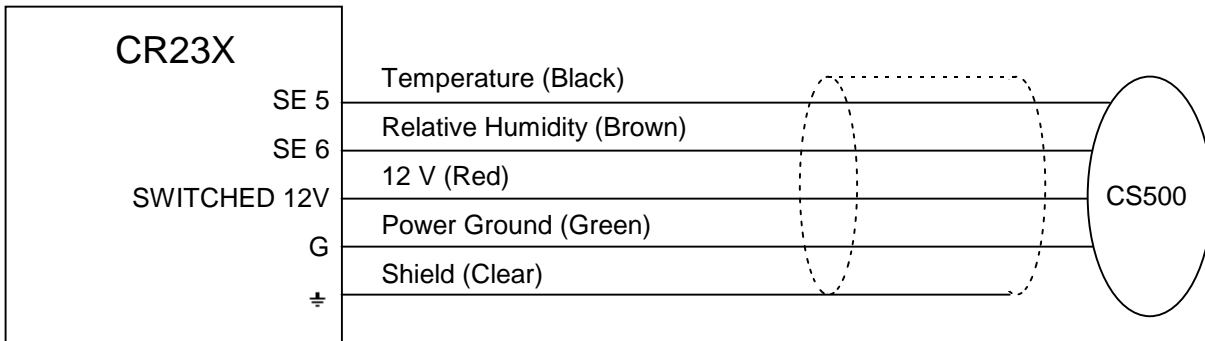 CR23X
SE 5
Temperature (Black)
SE 6
Relative Humidity (Brown)
SWITCHED 12V
12 V (Red)
CS500
G
Power Ground (Green)
Shield (Clear)